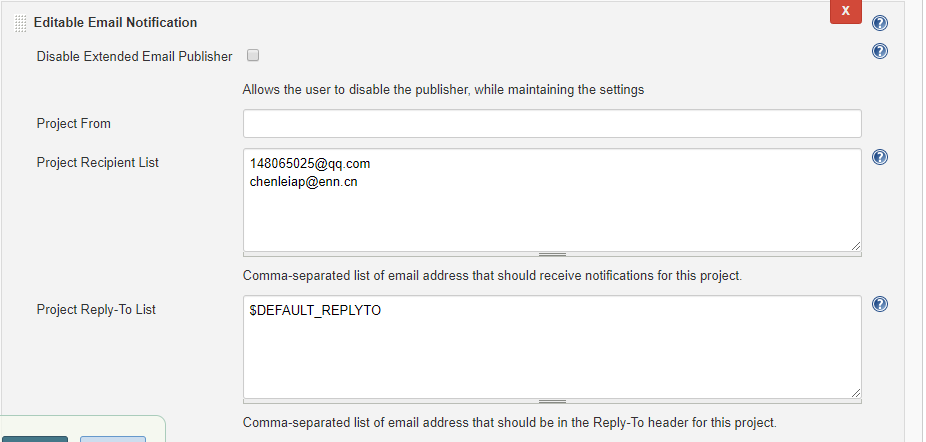 X
Editable Email Notification
Disable Extended Email Publisher
Allows the user to disable the publisher, while maintaining the settings
Project From
Project Recipient List
148065025@qq.com
chenleiap@enn.cn
Comma-separated list of email address that should receive notifications for this project.
Project Reply-To List
$DEFAULT_REPLYTO
Comma-separated list of email address that should be in the Reply-To header for this project.